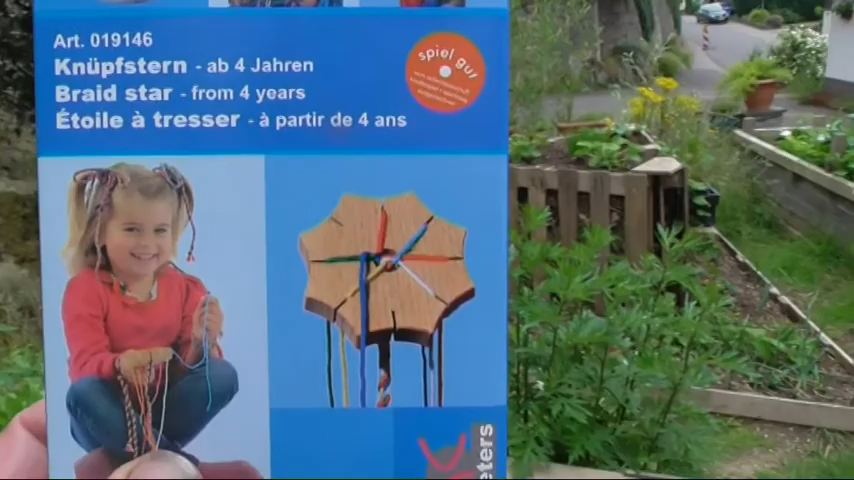 Art. 019146
Knüpfstern - ab 4 Jahren
Braid star - from 4 years
Étoile à tresser - à partir de 4 ans
spiel gut
eters